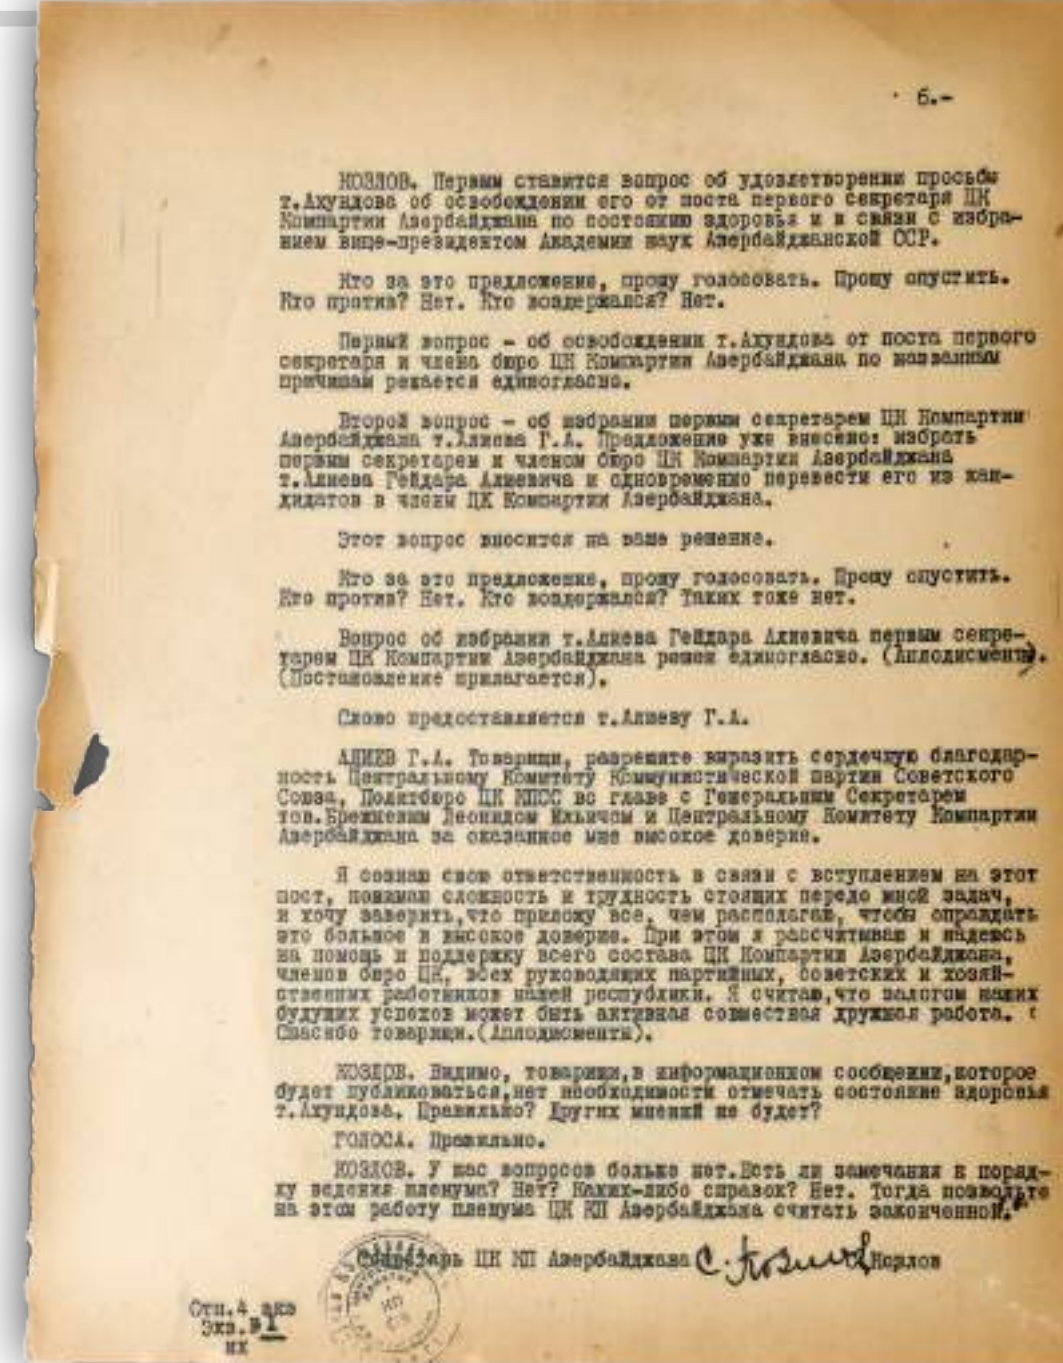 6.-
КОЗЛОВ. Первым ставится вопрос об удовлетворении просьбы
т.Ахундова об освобождении его от поста первого секретаря ЦК
Компартии Азербайджана по состоянию здоровья и в связи с избра-
нием вице-президентом Академии наук Азербайджанской ССР.
Кто за это предложение, прошу голосовать. Прошу опустить.
Кто против? Нет. Кто воздержался? Нет.
Первый вопрос - об освобождении т.Ахундова от поста первого
секретаря и члена бюро ЦК Компартии Азербайджана по названным
причинам решается единогласно.
Второй вопрос - об избрании первым секретарем ЦК Компартии
Азербайджана т.Алиева Г.А. Предложение уже внесено: избрать
первым секретарем и членом бюро ЦК Компартии Азербайджана
т.Алиева Гейдара Алиевича и одновременно перевести его из кан-
дидатов в члены ЦК Компартии Азербайджана.
Этот вопрос вносится на ваше решение.
Кто за это предложение, прошу голосовать. Прошу опустить.
Кто против? Нет. Кто воздержался? Таких тоже нет.
Вопрос об избрании т.Алиева Гейдара Алиевича первым секре-
тарем ЦК Компартии Азербайджана решен единогласно. (Аплодисменты).
(Постановление прилагается).
Слово предоставляется т.Алиеву Г.А.
АЛИЕВ Г.А. Товарищи, разрешите выразить сердечную благодар-
ность Центральному Комитету Коммунистической партии Советского
Союза, Политбюро ЦК КПСС во главе с Генеральным Секретарем
тов.Брежневым Леонидом Ильичом и Центральному Комитету Компартии
Азербайджана за оказанное мне высокое доверие.
Я сознаю свою ответственность в связи с вступлением на этот
пост, понимаю сложность и трудность стоящих передо мной задач,
и хочу заверить,что приложу все, чем располагаю, чтобы оправдать
это большое и высокое доверие. При этом я рассчитываю и надеюсь
на помощь и поддержку всего состава ЦК Компартии Азербайджана,
членов бюро ЦК, всех руководящих партийных, советских и хозяй-
ственных работников нашей республики. Я считаю,что залогом наших
будущих успехов может быть активная совместная дружная работа.
Спасибо товарищи.(Аплодисменты).
КОЗЛОВ. Видимо, товарищи,в информационном сообщении,которое
будет публиковаться,нет необходимости отмечать состояние здоровья
т.Ахундова. Правильно? Других мнений не будет?
ГОЛОСА. Правильно.
КОЗЛОВ. У нас вопросов больше нет.Есть ли замечания к поряд-
ку ведения пленума? Нет? Каких-либо справок? Нет. Тогда позвольте
на этом работу пленума ЦК КП Азербайджана считать законченной.
Секретарь ЦК КП Азербайджана С. Козлов Козлов
Отп.4 экз
Экз.№ 1
их